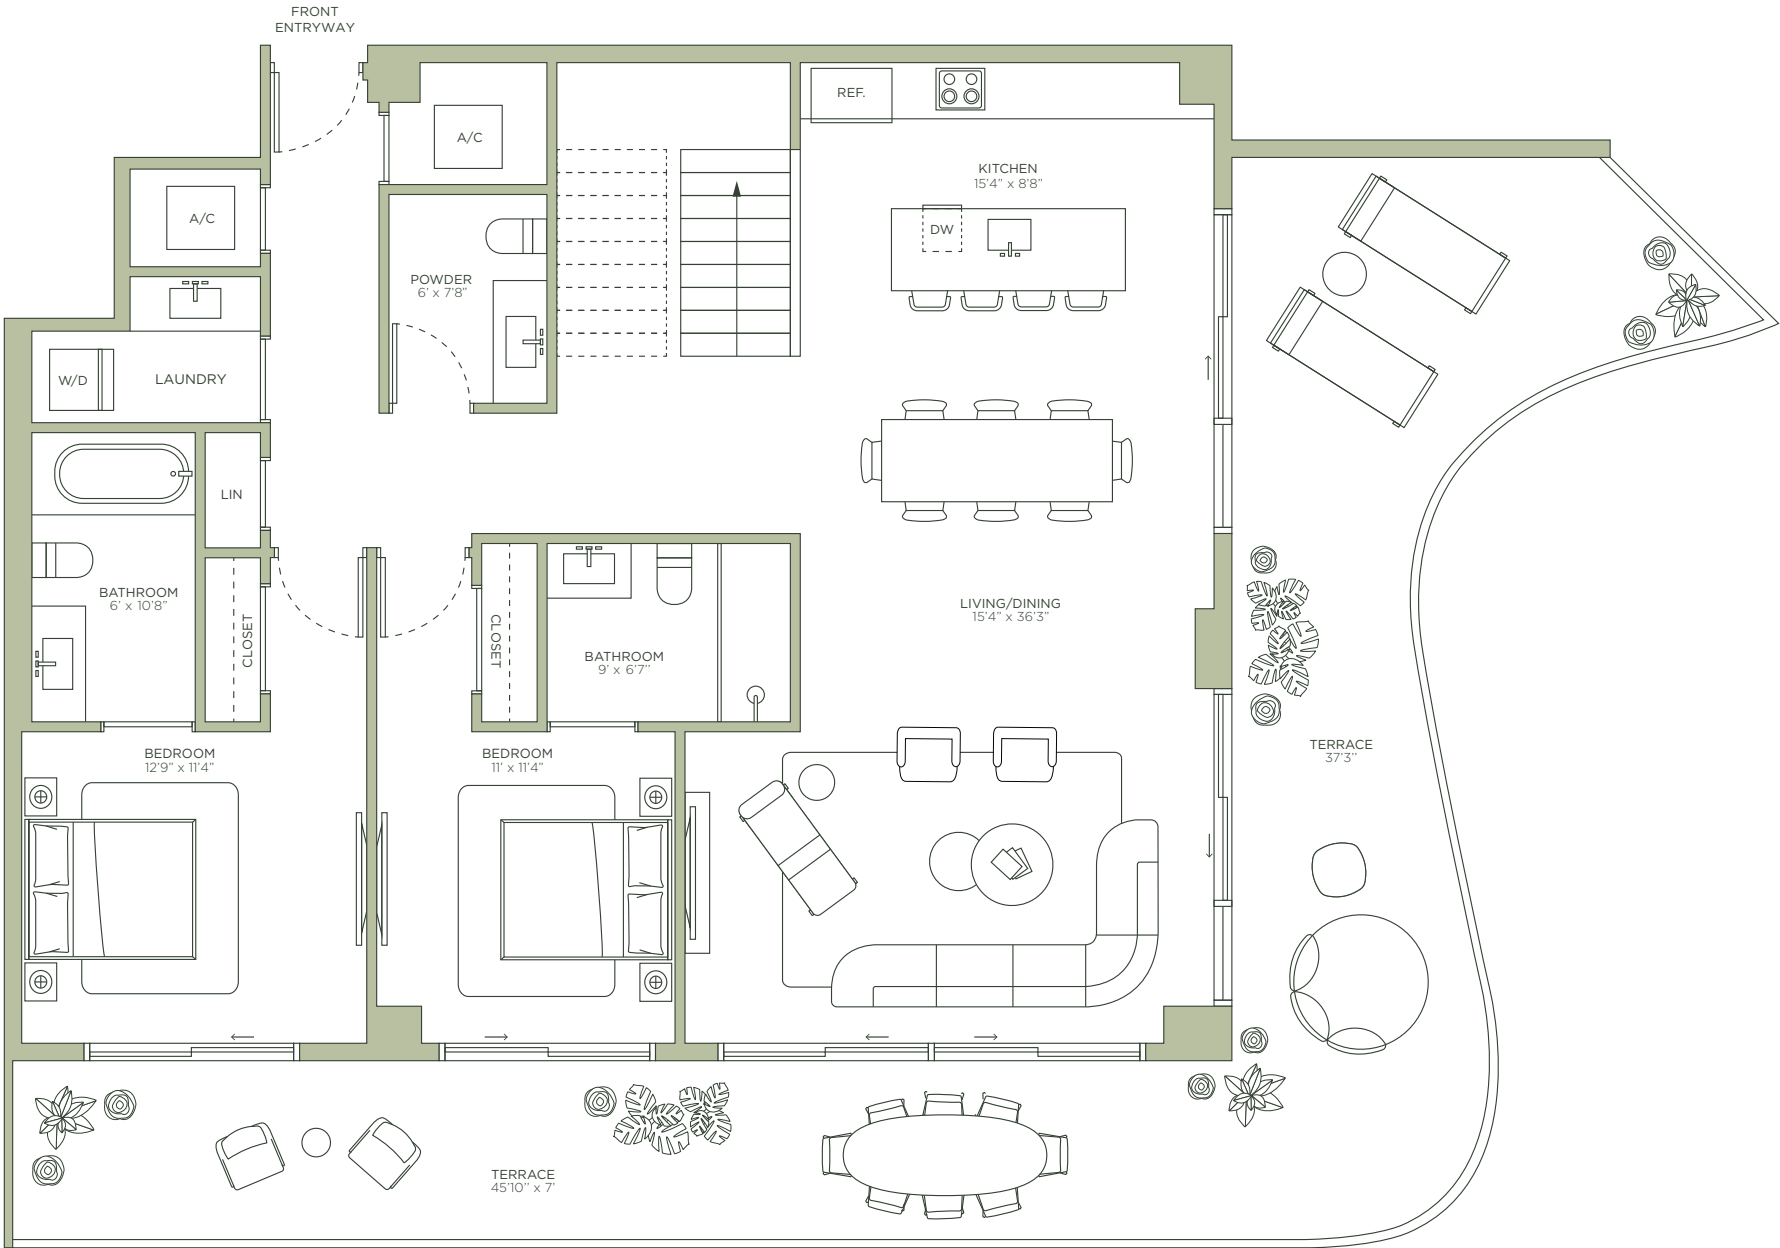 FRONT
ENTRYWAY
REF.
A/C
KITCHEN
15'4" x 8'8"
A/C
DW
POWDER
6' x 7'8"
W/D
LAUNDRY
LIN
BATHROOM
6' x 10'8"
CLOSET
CLOSET
BATHROOM
9' x 6'7"
LIVING/DINING
15'4" x 36'3"
BEDROOM
12'9" x 11'4"
BEDROOM
11' x 11'4"
TERRACE
37'3"
TERRACE
45'10" x 7'